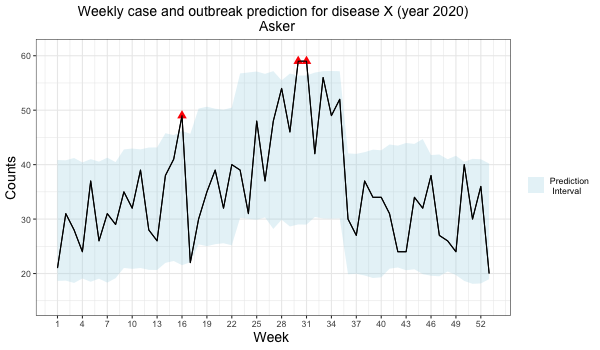 Weekly case and outbreak prediction for disease X (year 2020)
Asker
Counts
60
50
40
30
20
1 4 7 10 13 16 19 22 25 28 31 34 37 40 43 46 49 52
Week
Prediction
Interval